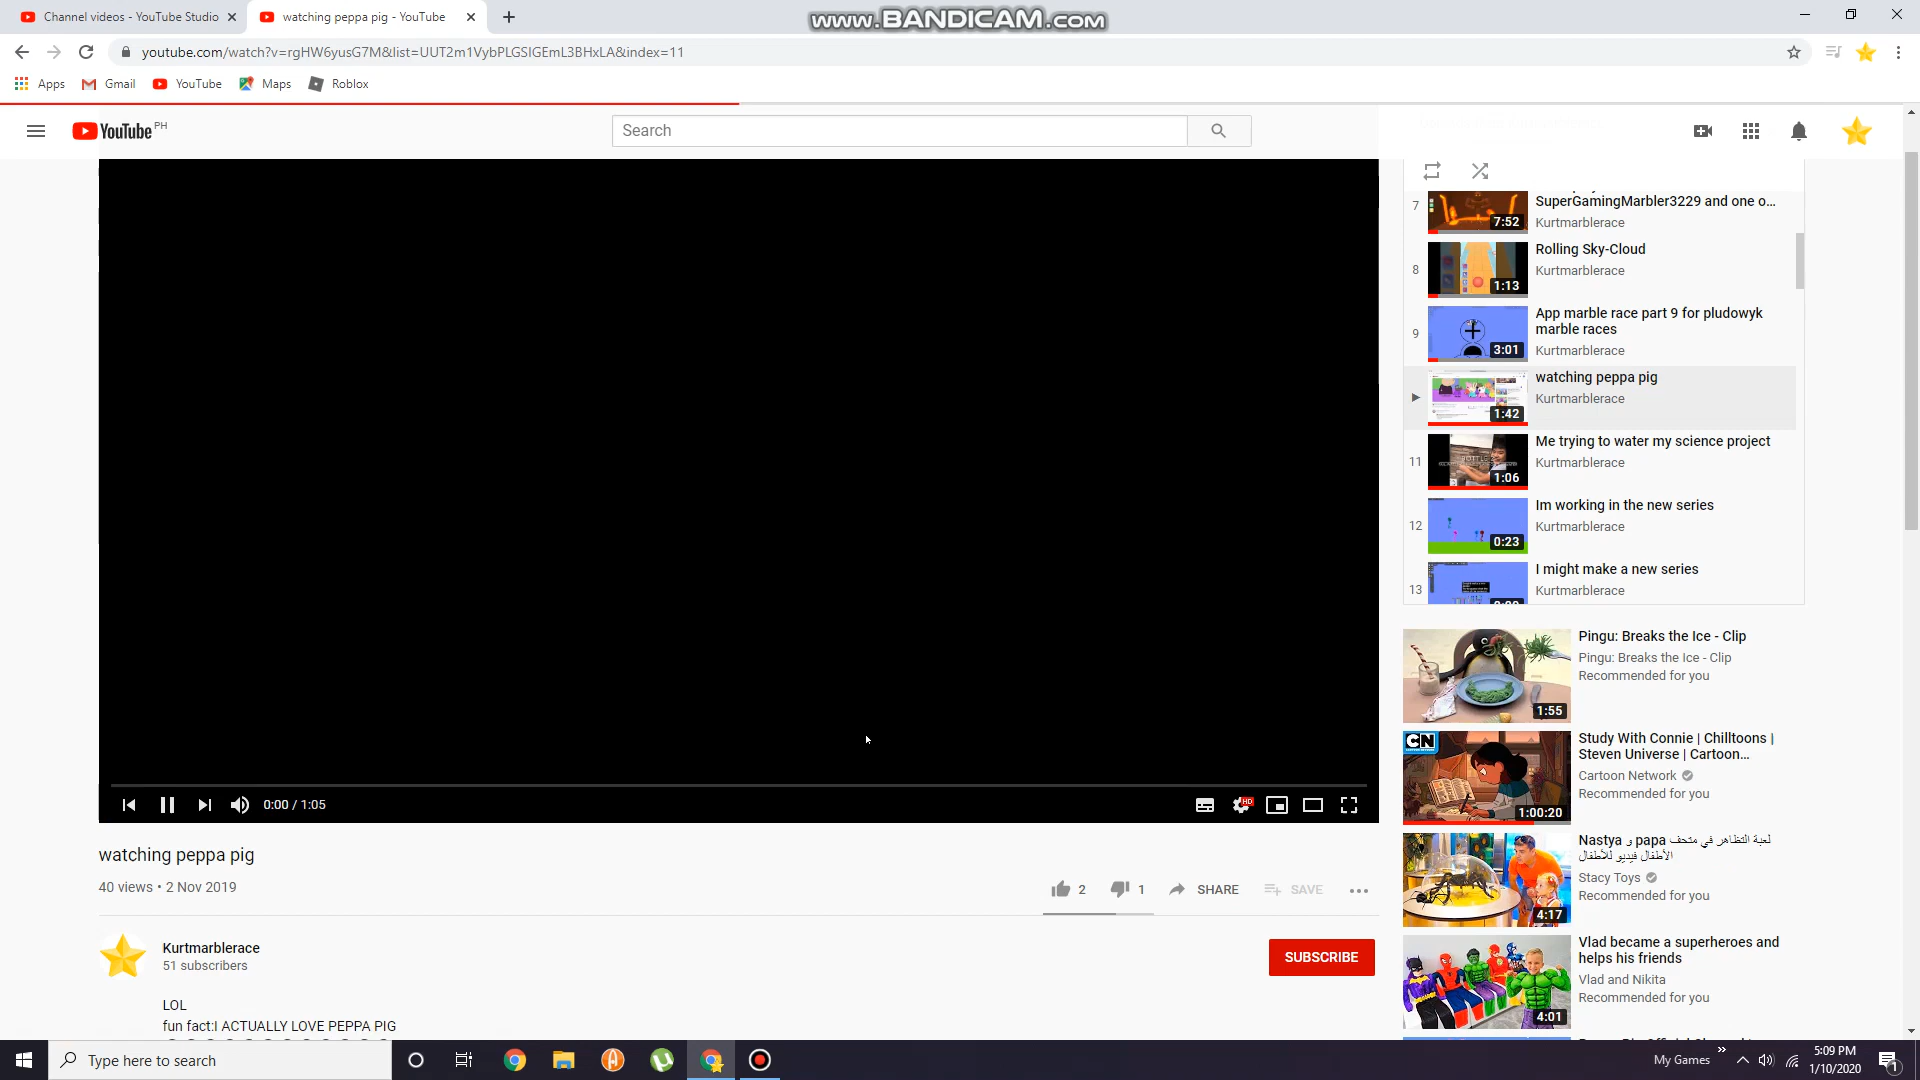 Channel videos - YouTube Studio
watching peppa pig - YouTube
www.BANDICAM.com
youtube.com/watch?v=rgHW6yusG7M&list=UUT2m1VybPLGSIGEmL3BHxLA&index=11
Apps
Gmail
YouTube
Maps
Roblox
YouTube PH
Search
7
7:52
SuperGamingMarbler3229 and one o...
Kurtmarblerace
8
1:13
Rolling Sky-Cloud
Kurtmarblerace
9
3:01
App marble race part 9 for pludowyk
marble races
Kurtmarblerace
1:42
watching peppa pig
Kurtmarblerace
11
1:06
Me trying to water my science project
Kurtmarblerace
12
0:23
Im working in the new series
Kurtmarblerace
13
I might make a new series
Kurtmarblerace
0:00 / 1:05
HD
watching peppa pig
40 views • 2 Nov 2019
2
1
SHARE
SAVE
Kurtmarblerace
51 subscribers
SUBSCRIBE
LOL
fun fact:I ACTUALLY LOVE PEPPA PIG
1:55
Pingu: Breaks the Ice - Clip
Pingu: Breaks the Ice - Clip
Recommended for you
CN
1:00:20
Study With Connie | Chilltoons |
Steven Universe | Cartoon...
Cartoon Network
Recommended for you
4:17
Nastya و papa لعبة التظاهر في متحف
الأطفال فيديو للأطفال
Stacy Toys
Recommended for you
4:01
Vlad became a superheroes and
helps his friends
Vlad and Nikita
Recommended for you
Type here to search
My Games
5:09 PM
1/10/2020
1